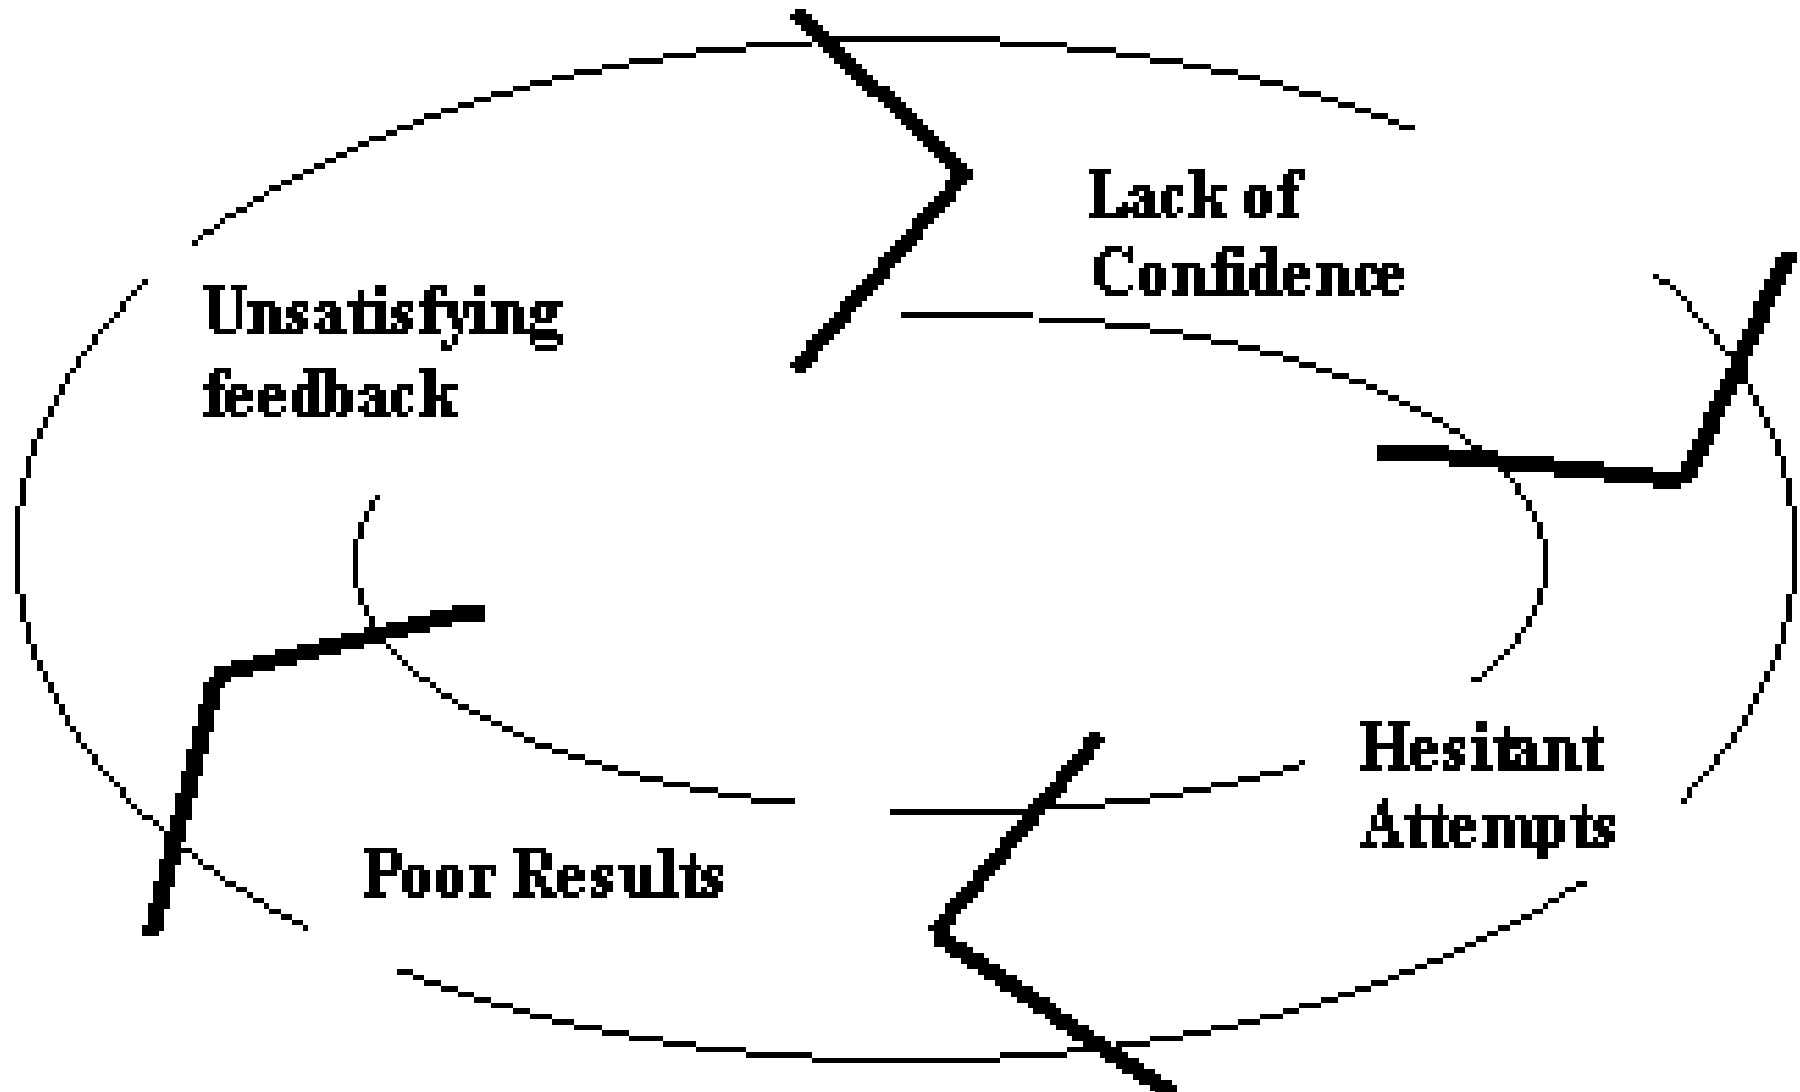 Lack of
Confidence
Unsatisfying
feedback
Hesitant
Attempts
Poor Results